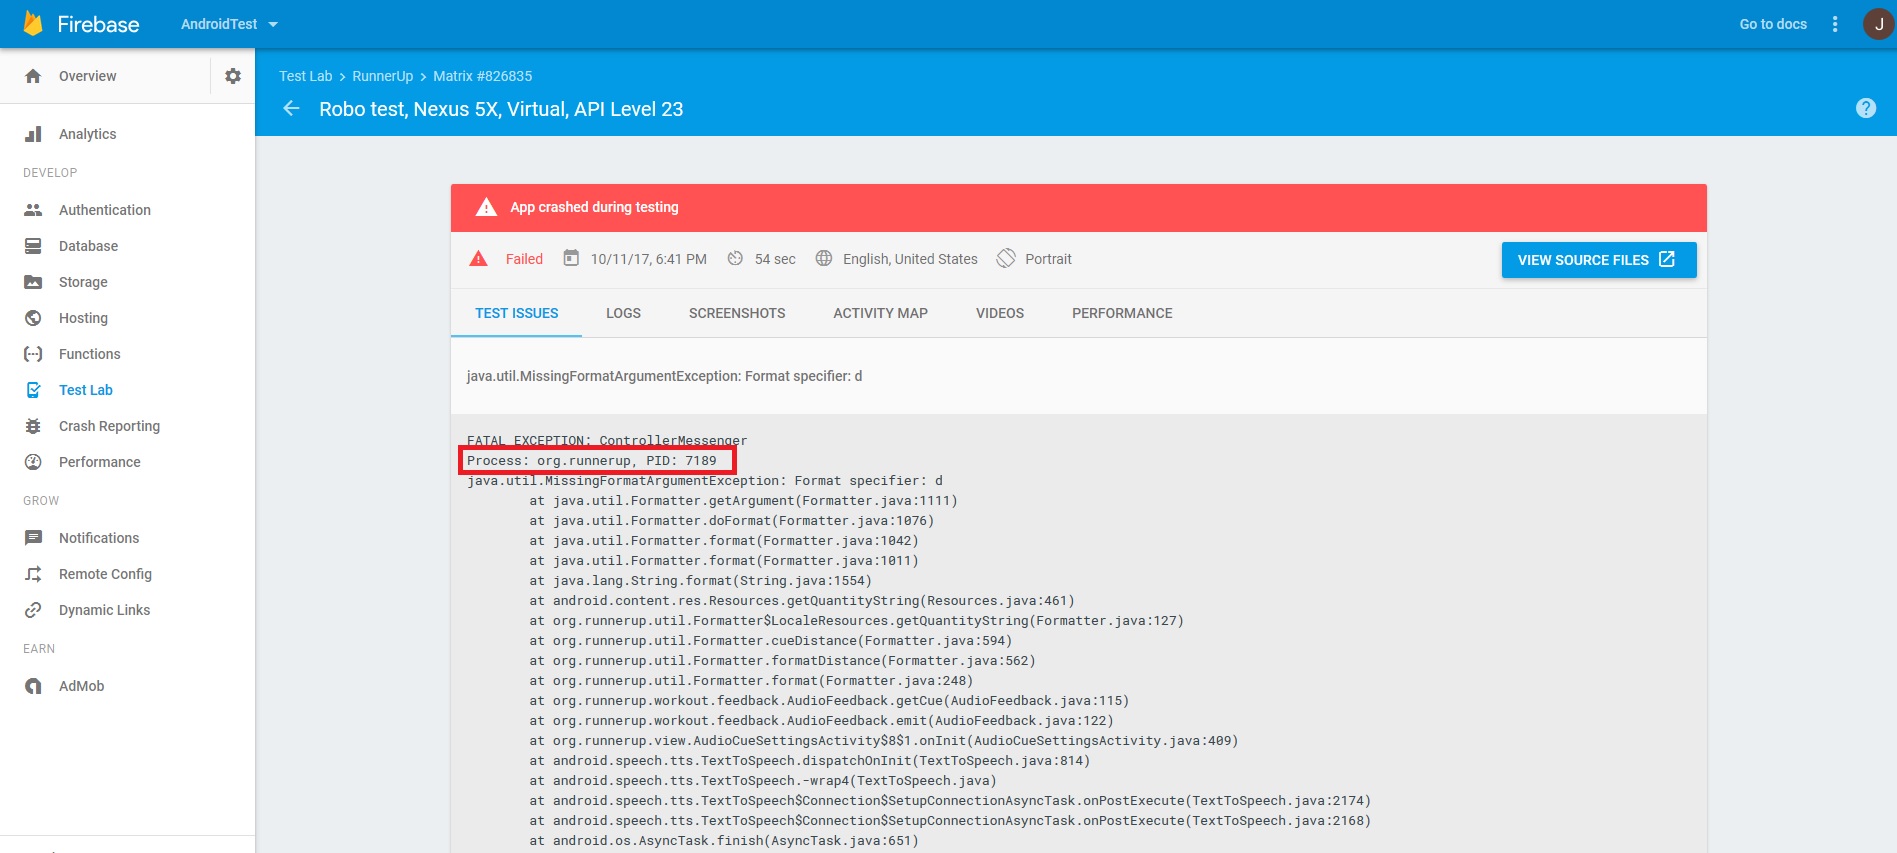 Firebase
AndroidTest
Go to docs
J
Overview
Analytics
DEVELOP
Authentication
Database
Storage
Hosting
Functions
Test Lab
Crash Reporting
Performance
GROW
Notifications
Remote Config
Dynamic Links
EARN
AdMob
Test Lab > RunnerUp > Matrix #826835
Robo test, Nexus 5X, Virtual, API Level 23
?
App crashed during testing
Failed 10/11/17, 6:41 PM 54 sec English, United States Portrait
VIEW SOURCE FILES
TEST ISSUES LOGS SCREENSHOTS ACTIVITY MAP VIDEOS PERFORMANCE
java.util.MissingFormatArgumentException: Format specifier: d
FATAL EXCEPTION: ControllerMessenger
Process: org.runnerup, PID: 7189
java.util.MissingFormatArgumentException: Format specifier: d
at java.util.Formatter.getArgument(Formatter.java:1111)
at java.util.Formatter.doFormat(Formatter.java:1076)
at java.util.Formatter.format(Formatter.java:1042)
at java.util.Formatter.format(Formatter.java:1011)
at java.lang.String.format(String.java:1554)
at android.content.res.Resources.getQuantityString(Resources.java:461)
at org.runnerup.util.Formatter$LocaleResources.getQuantityString(Formatter.java:127)
at org.runnerup.util.Formatter.cueDistance(Formatter.java:594)
at org.runnerup.util.Formatter.formatDistance(Formatter.java:562)
at org.runnerup.util.Formatter.format(Formatter.java:248)
at org.runnerup.workout.feedback.AudioFeedback.getCue(AudioFeedback.java:115)
at org.runnerup.workout.feedback.AudioFeedback.emit(AudioFeedback.java:122)
at org.runnerup.view.AudioCueSettingsActivity$8$1.onInit(AudioCueSettingsActivity.java:409)
at android.speech.tts.TextToSpeech.dispatchOnInit(TextToSpeech.java:814)
at android.speech.tts.TextToSpeech.-wrap4(TextToSpeech.java)
at android.speech.tts.TextToSpeech$Connection$SetupConnectionAsyncTask.onPostExecute(TextToSpeech.java:2174)
at android.speech.tts.TextToSpeech$Connection$SetupConnectionAsyncTask.onPostExecute(TextToSpeech.java:2168)
at android.os.AsyncTask.finish(AsyncTask.java:651)